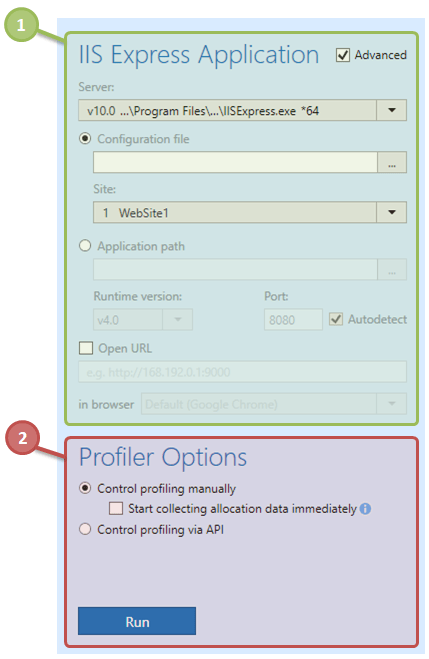 1
IIS Express Application
Advanced
Server:
v10.0 ...\Program Files\...\IISExpress.exe *64
Configuration file
...
Site:
1 WebSite1
Application path
...
Runtime version: Port:
v4.0 8080 Autodetect
Open URL
e.g. http://168.192.0.1:9000
in browser Default (Google Chrome)
2
Profiler Options
Control profiling manually
Start collecting allocation data immediately i
Control profiling via API
Run